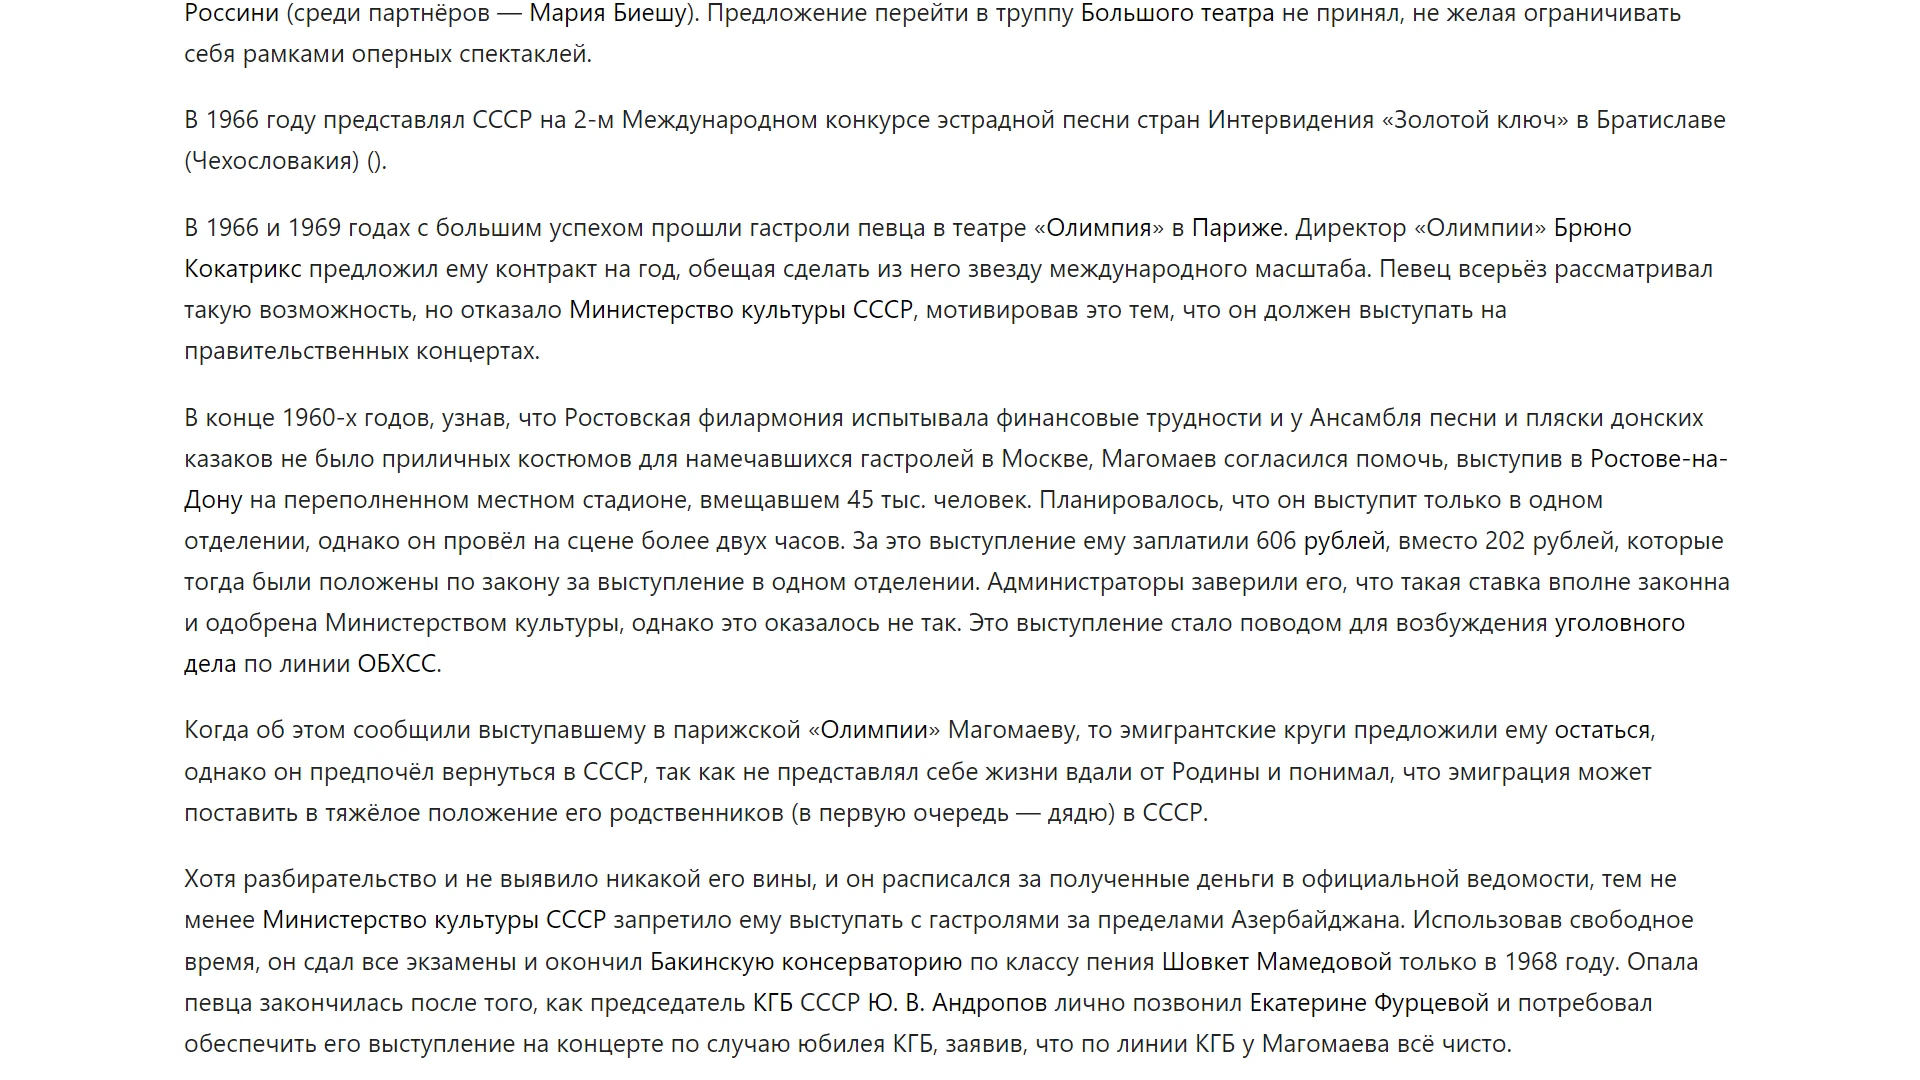 Россини (среди партнёров — Мария Биешу). Предложение перейти в труппу Большого театра не принял, не желая ограничивать
себя рамками оперных спектаклей.
В 1966 году представлял СССР на 2-м Международном конкурсе эстрадной песни стран Интервидения «Золотой ключ» в Братиславе
(Чехословакия) ().
В 1966 и 1969 годах с большим успехом прошли гастроли певца в театре «Олимпия» в Париже. Директор «Олимпии» Брюно
Кокатрикс предложил ему контракт на год, обещая сделать из него звезду международного масштаба. Певец всерьёз рассматривал
такую возможность, но отказало Министерство культуры СССР, мотивировав это тем, что он должен выступать на
правительственных концертах.
В конце 1960-х годов, узнав, что Ростовская филармония испытывала финансовые трудности и у Ансамбля песни и пляски донских
казаков не было приличных костюмов для намечавшихся гастролей в Москве, Магомаев согласился помочь, выступив в Ростове-на-
Дону на переполненном местном стадионе, вмещавшем 45 тыс. человек. Планировалось, что он выступит только в одном
отделении, однако он провёл на сцене более двух часов. За это выступление ему заплатили 606 рублей, вместо 202 рублей, которые
тогда были положены по закону за выступление в одном отделении. Администраторы заверили его, что такая ставка вполне законна
и одобрена Министерством культуры, однако это оказалось не так. Это выступление стало поводом для возбуждения уголовного
дела по линии ОБХСС.
Когда об этом сообщили выступавшему в парижской «Олимпии» Магомаеву, то эмигрантские круги предложили ему остаться,
однако он предпочёл вернуться в СССР, так как не представлял себе жизни вдали от Родины и понимал, что эмиграция может
поставить в тяжёлое положение его родственников (в первую очередь — дядю) в СССР.
Хотя разбирательство и не выявило никакой его вины, и он расписался за полученные деньги в официальной ведомости, тем не
менее Министерство культуры СССР запретило ему выступать с гастролями за пределами Азербайджана. Использовав свободное
время, он сдал все экзамены и окончил Бакинскую консерваторию по классу пения Шовкет Мамедовой только в 1968 году. Опала
певца закончилась после того, как председатель КГБ СССР Ю. В. Андропов лично позвонил Екатерине Фурцевой и потребовал
обеспечить его выступление на концерте по случаю юбилея КГБ, заявив, что по линии КГБ у Магомаева всё чисто.